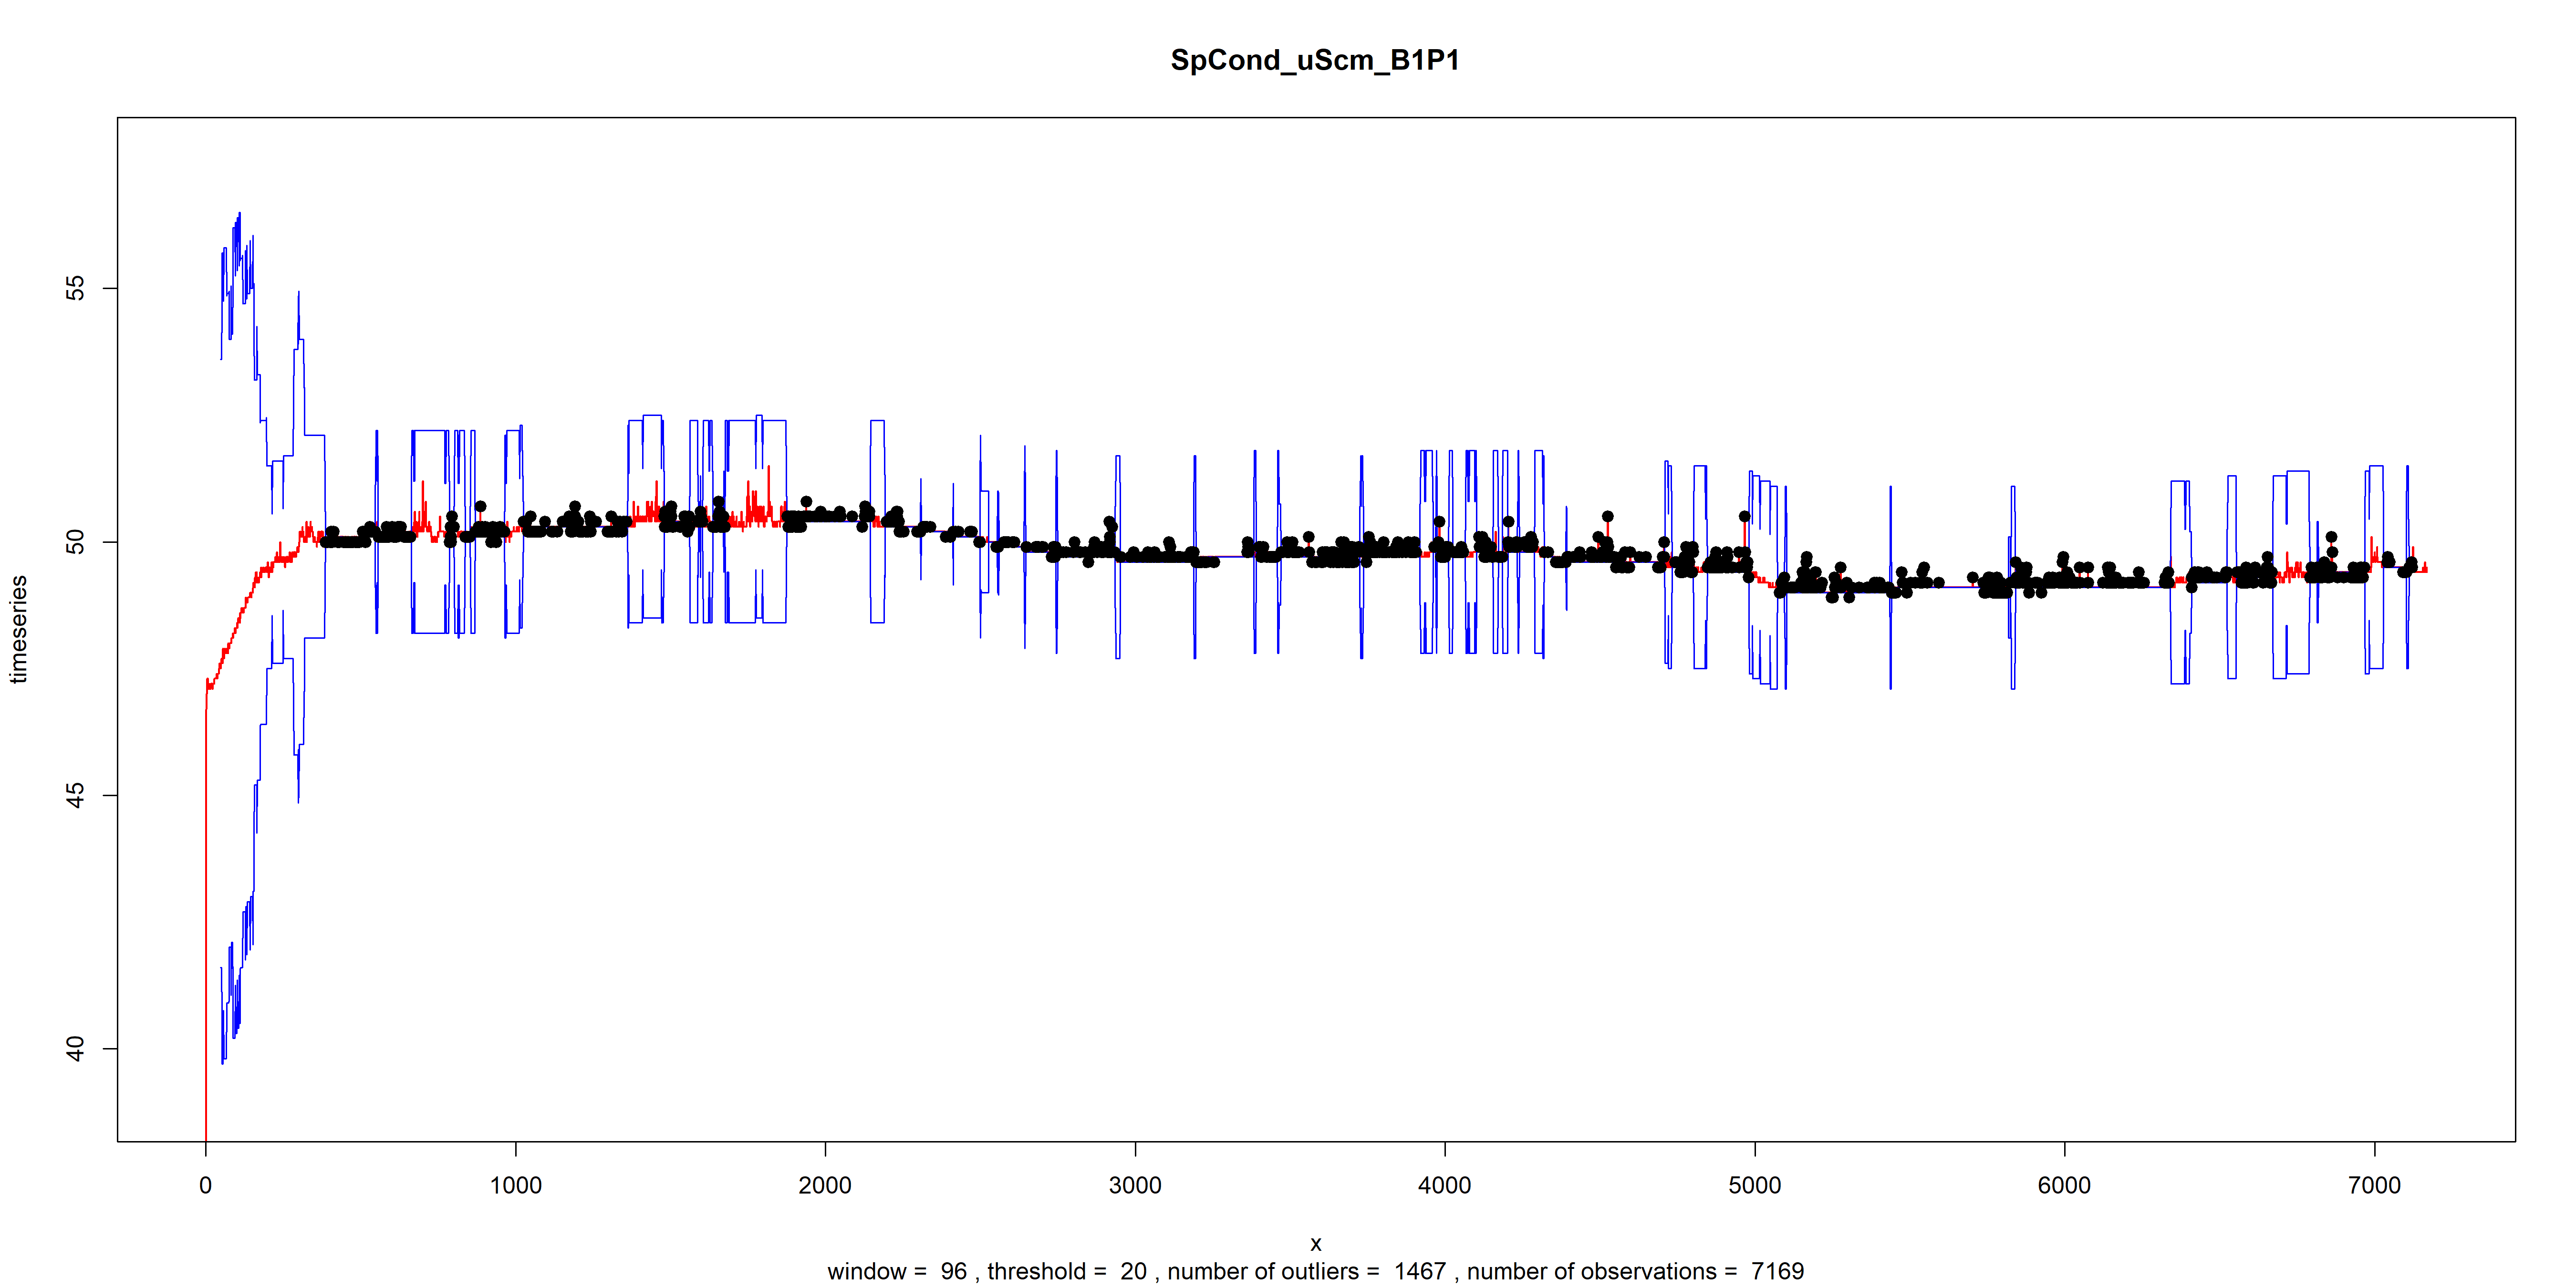 SpCond_uScm_B1P1
timeseries
55
50
45
40
0 1000 2000 3000 4000 5000 6000 7000
x
window =  96 , threshold =  20 , number of outliers =  1467 , number of observations =  7169